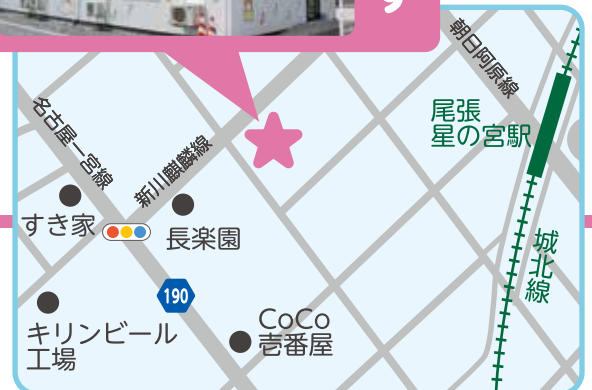 朝日阿原線
尾張
星の宮駅
名古屋一宮線
新川麒麟線
すき家
長楽園
城北線
190
キリンビール
工場
CoCo
壱番屋